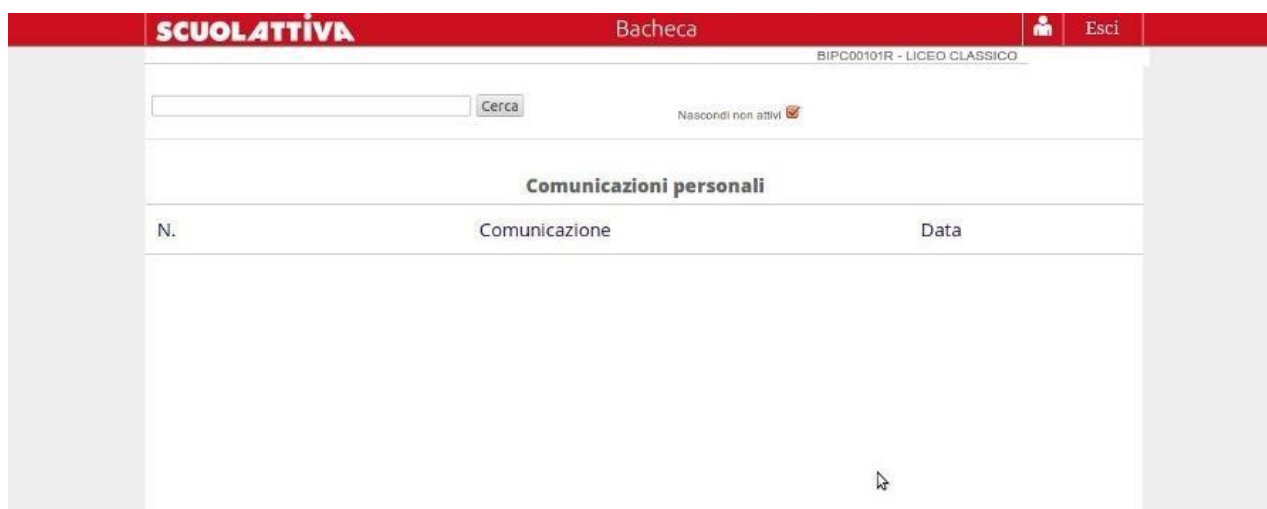 SCUOLATTIVA Bacheca Esci
BIPC00101R - LICEO CLASSICO
Cerca Nascondi non attivi
Comunicazioni personali
N. Comunicazione Data